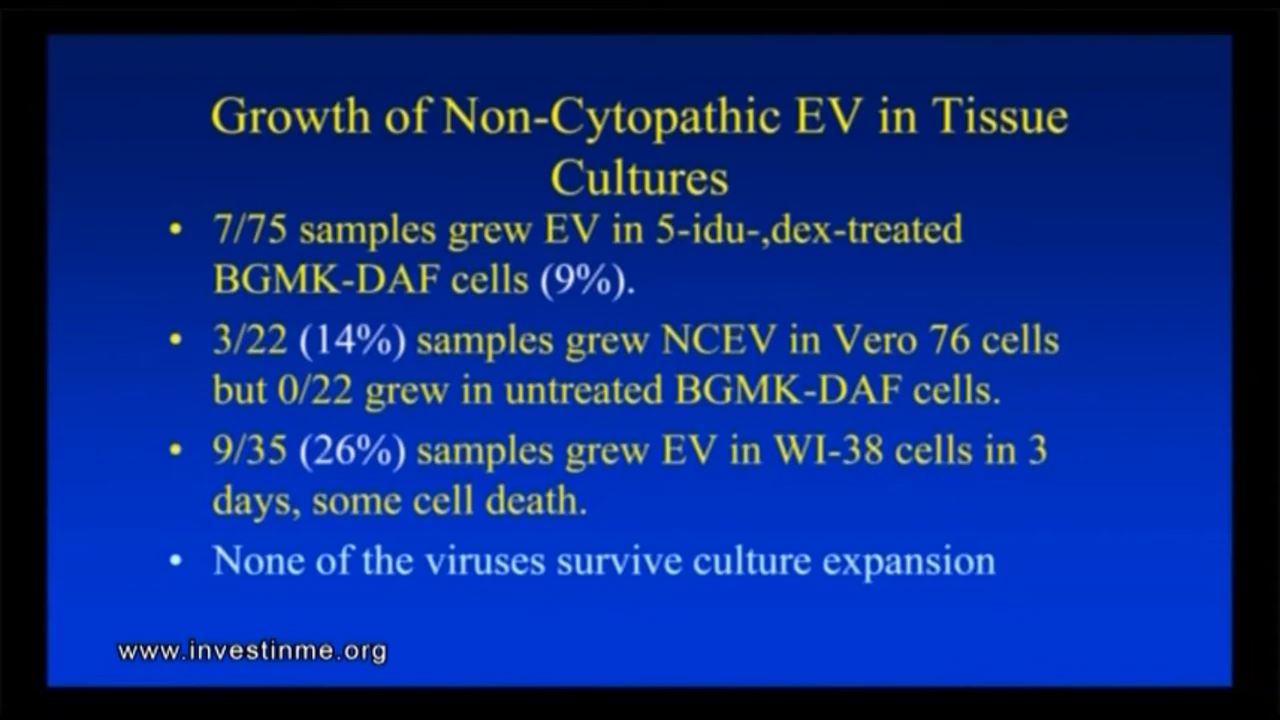 Growth of Non-Cytopathic EV in Tissue
Cultures
• 7/75 samples grew EV in 5-idu-,dex-treated
BGMK-DAF cells (9%).
• 3/22 (14%) samples grew NCEV in Vero 76 cells
but 0/22 grew in untreated BGMK-DAF cells.
• 9/35 (26%) samples grew EV in WI-38 cells in 3
days, some cell death.
• None of the viruses survive culture expansion
www.investinme.org